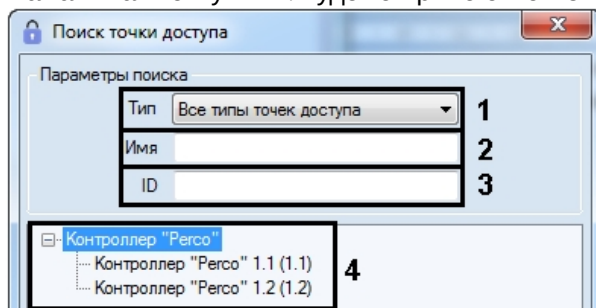 Поиск точки доступа
Параметры поиска
Тип Все типы точек доступа 1
Имя 2
ID 3
Контроллер "Perco"
Контроллер "Perco" 1.1 (1.1)
Контроллер "Perco" 1.2 (1.2)
4